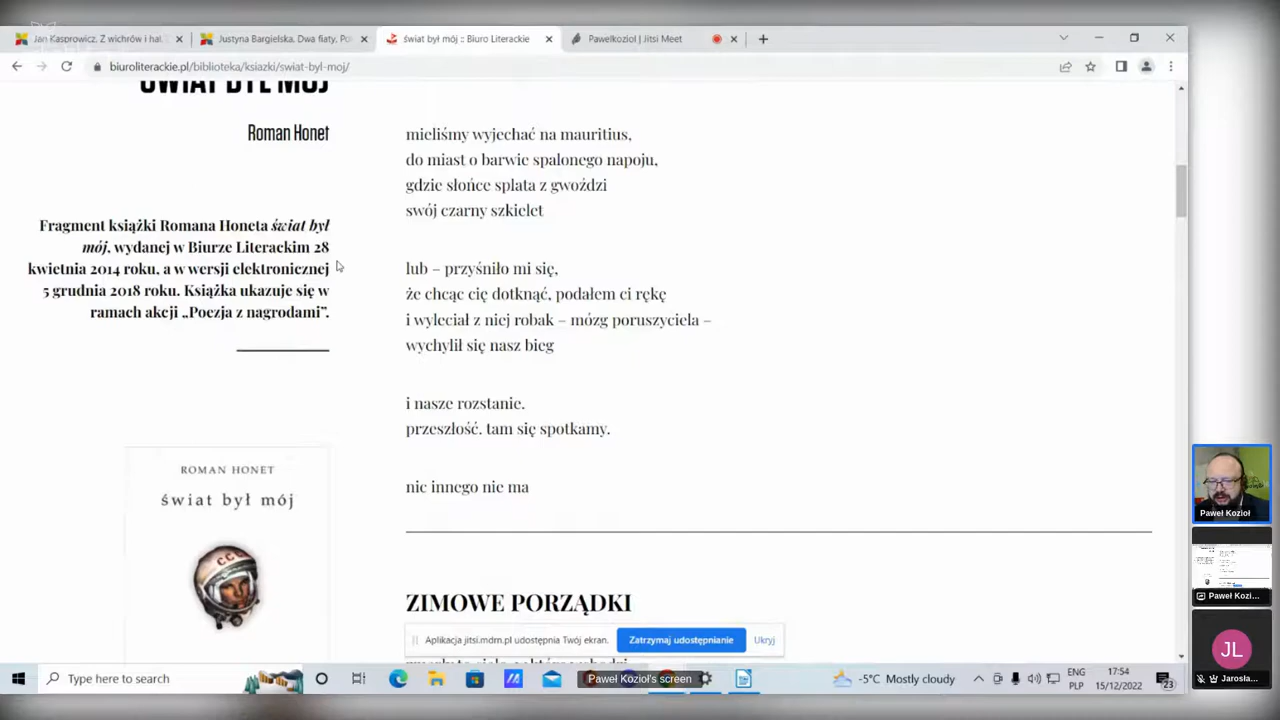 Jan Kasprowicz, Z wichrów i hal
Justyna Bargielska, Dwa fiaty, Po
świat był mój :: Biuro Literackie
Pawelkoziol | Jitsi Meet
biuroliterackie.pl/biblioteka/ksiazki/swiat-byl-moj/
ŚWIAT BYŁ MÓJ
Roman Honet
Fragment książki Romana Honeta świat był
mój, wydanej w Biurze Literackim 28
kwietnia 2014 roku, a w wersji elektronicznej
5 grudnia 2018 roku. Książka ukazuje się w
ramach akcji „Poezja z nagrodami”.
ROMAN HONET
świat był mój
mieliśmy wyjechać na mauritius,
do miast o barwie spalonego napoju,
gdzie słońce splata z gwoździ
swój czarny szkielet
lub – przyśniło mi się,
że chcąc cię dotknąć, podałem ci rękę
i wyleciał z niej robak – mózg poruszyciela –
wychylił się nasz bieg
i nasze rozstanie.
przeszłość. tam się spotkamy.
nic innego nie ma
ZIMOWE PORZĄDKI
Aplikacja jitsi.mdm.pl udostępnia Twój ekran.
Zatrzymaj udostępnianie
Ukryj
Type here to search
Paweł Kozioł's screen
-5°C Mostly cloudy
ENG
PLP
17:54
15/12/2022
23
Paweł Kozioł
Paweł Kozi...
JL
Jarosła...